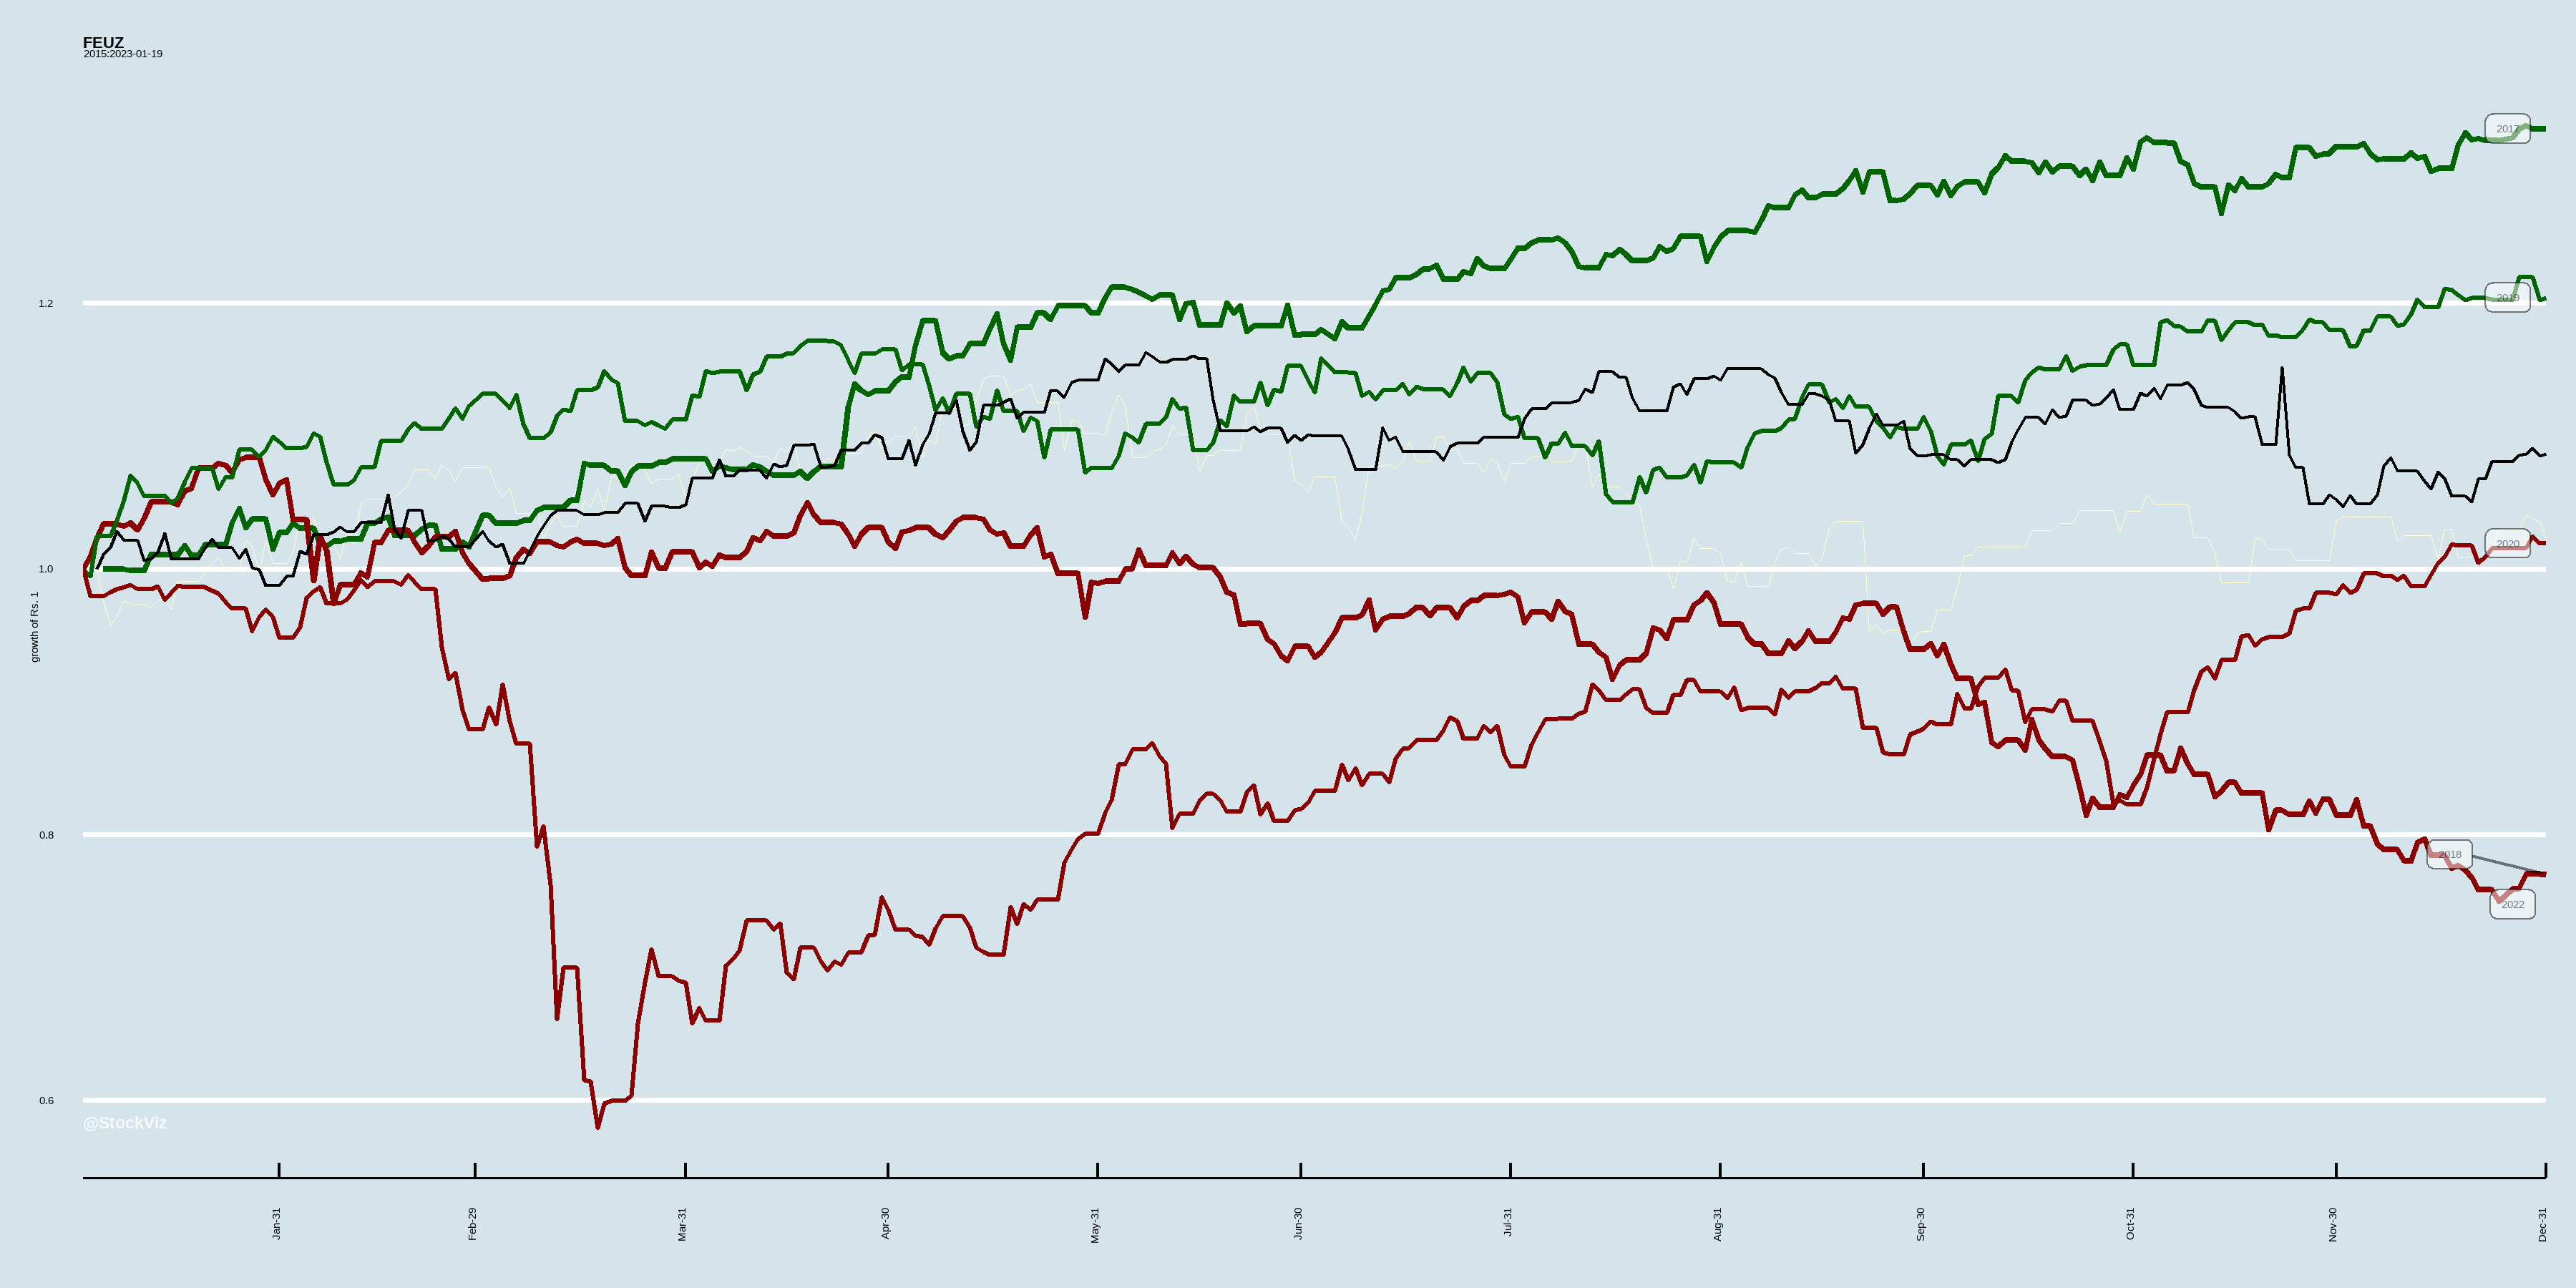 FEUZ
2015:2023-01-19
2017
1.2
2019
1.0
2020
growth of Rs. 1
0.8
2018
2022
0.6
@StockViz
Jan-31
Feb-29
Mar-31
Apr-30
May-31
Jun-30
Jul-31
Aug-31
Sep-30
Oct-31
Nov-30
Dec-31